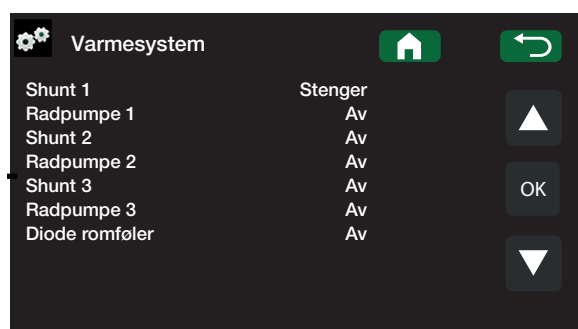 Varmesystem
Shunt 1 Stenger
Radpumpe 1 Av
Shunt 2 Av
Radpumpe 2 Av
Shunt 3 Av
Radpumpe 3 Av
Diode romføler Av
OK